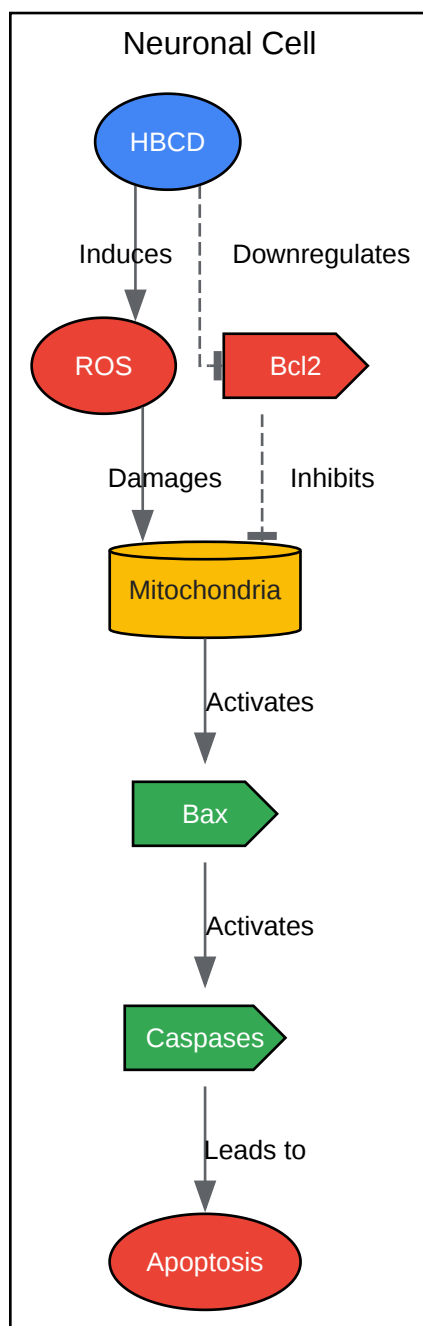 Neuronal Cell
HBCD
Induces
Downregulates
ROS
Bcl2
Damages
Inhibits
Mitochondria
Activates
Bax
Activates
Caspases
Leads to
Apoptosis